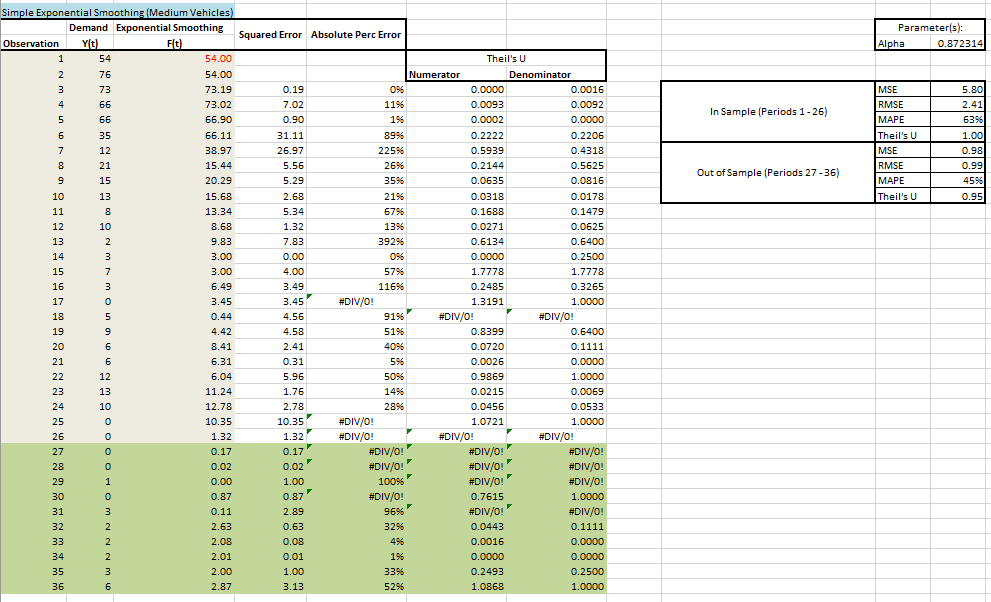 Simple Exponential Smoothing (Medium Vehicles)
Demand Exponential Smoothing Squared Error Absolute Perc Error Parameter(s):
Observation Y(t) F(t) Alpha 0.872314
1 54 54.00 Theil's U
2 76 54.00 Numerator Denominator
3 73 73.19 0.19 0% 0.0000 0.0016 MSE 5.80
4 66 73.02 7.02 11% 0.0093 0.0092 In Sample (Periods 1 - 26) RMSE 2.41
5 66 66.90 0.90 1% 0.0002 0.0000 MAPE 63%
6 35 66.11 31.11 89% 0.2222 0.2206 Theil's U 1.00
7 12 38.97 26.97 225% 0.5939 0.4318 MSE 0.98
8 21 15.44 5.56 26% 0.2144 0.5625 Out of Sample (Periods 27 - 36) RMSE 0.99
9 15 20.29 5.29 35% 0.0635 0.0816 MAPE 45%
10 13 15.68 2.68 21% 0.0318 0.0178 Theil's U 0.95
11 8 13.34 5.34 67% 0.1688 0.1479
12 10 8.68 1.32 13% 0.0271 0.0625
13 2 9.83 7.83 392% 0.6134 0.6400
14 3 3.00 0.00 0% 0.0000 0.2500
15 7 3.00 4.00 57% 1.7778 1.7778
16 3 6.49 3.49 116% 0.2485 0.3265
17 0 3.45 3.45 #DIV/0! 1.3191 1.0000
18 5 0.44 4.56 91% #DIV/0! #DIV/0!
19 9 4.42 4.58 51% 0.8399 0.6400
20 6 8.41 2.41 40% 0.0720 0.1111
21 6 6.31 0.31 5% 0.0026 0.0000
22 12 6.04 5.96 50% 0.9869 1.0000
23 13 11.24 1.76 14% 0.0215 0.0069
24 10 12.78 2.78 28% 0.0456 0.0533
25 0 10.35 10.35 #DIV/0! 1.0721 1.0000
26 0 1.32 1.32 #DIV/0! #DIV/0! #DIV/0!
27 0 0.17 0.17 #DIV/0! #DIV/0! #DIV/0!
28 0 0.02 0.02 #DIV/0! #DIV/0! #DIV/0!
29 1 0.00 1.00 100% #DIV/0! #DIV/0!
30 0 0.87 0.87 #DIV/0! 0.7615 1.0000
31 3 0.11 2.89 96% #DIV/0! #DIV/0!
32 2 2.63 0.63 32% 0.0443 0.1111
33 2 2.08 0.08 4% 0.0016 0.0000
34 2 2.01 0.01 1% 0.0000 0.0000
35 3 2.00 1.00 33% 0.2493 0.2500
36 6 2.87 3.13 52% 1.0868 1.0000